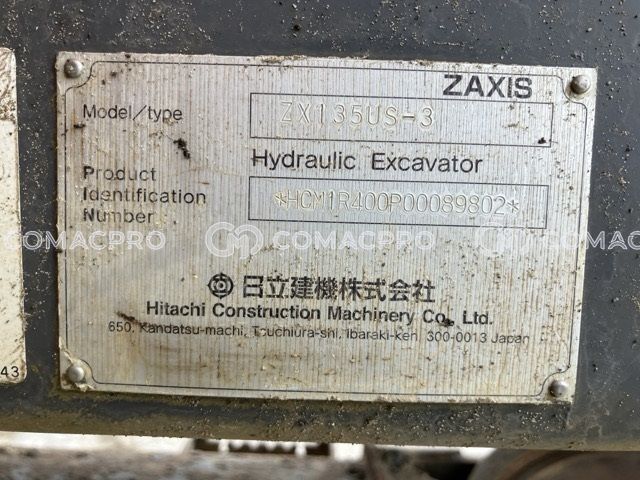 ZAXIS
Model/type ZX135US-3
Hydraulic Excavator
Product
Identification
Number
*HCM1R400P00089802*
COMACPRO COMACPRO COMACPRO
日立建機株式会社
Hitachi Construction Machinery Co., Ltd.
650, Kandatsu-machi, Tsuchiura-shi, Ibaraki-ken, 300-0013 Japan
43